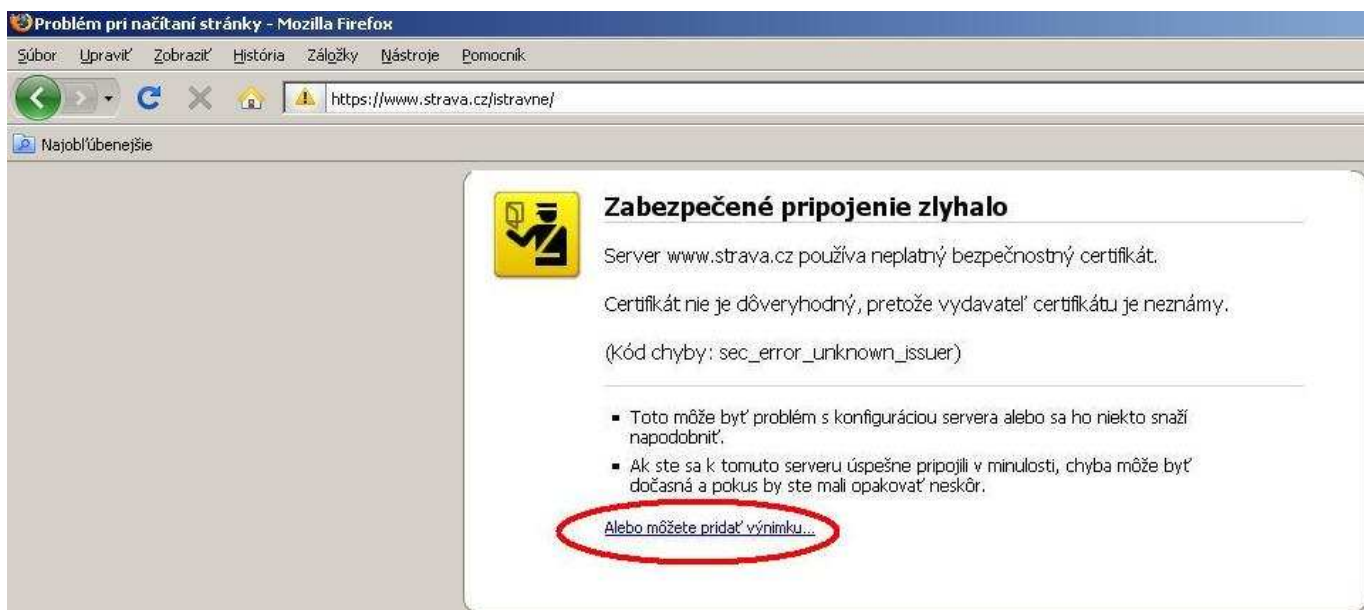 Problém pri načítaní stránky - Mozilla Firefox
Súbor Upraviť Zobraziť História Záložky Nástroje Pomocník
https://www.strava.cz/istravne/
Najobľúbenejšie
Zabezpečené pripojenie zlyhalo
Server www.strava.cz používa neplatný bezpečnostný certifikát.
Certifikát nie je dôveryhodný, pretože vydavateľ certifikátu je neznámy.
(Kód chyby: sec_error_unknown_issuer)
▪ Toto môže byť problém s konfiguráciou servera alebo sa ho niekto snaží
napodobniť.
▪ Ak ste sa k tomuto serveru úspešne pripojili v minulosti, chyba môže byť
dočasná a pokus by ste mali opakovať neskôr.
Alebo môžete pridať výnimku...